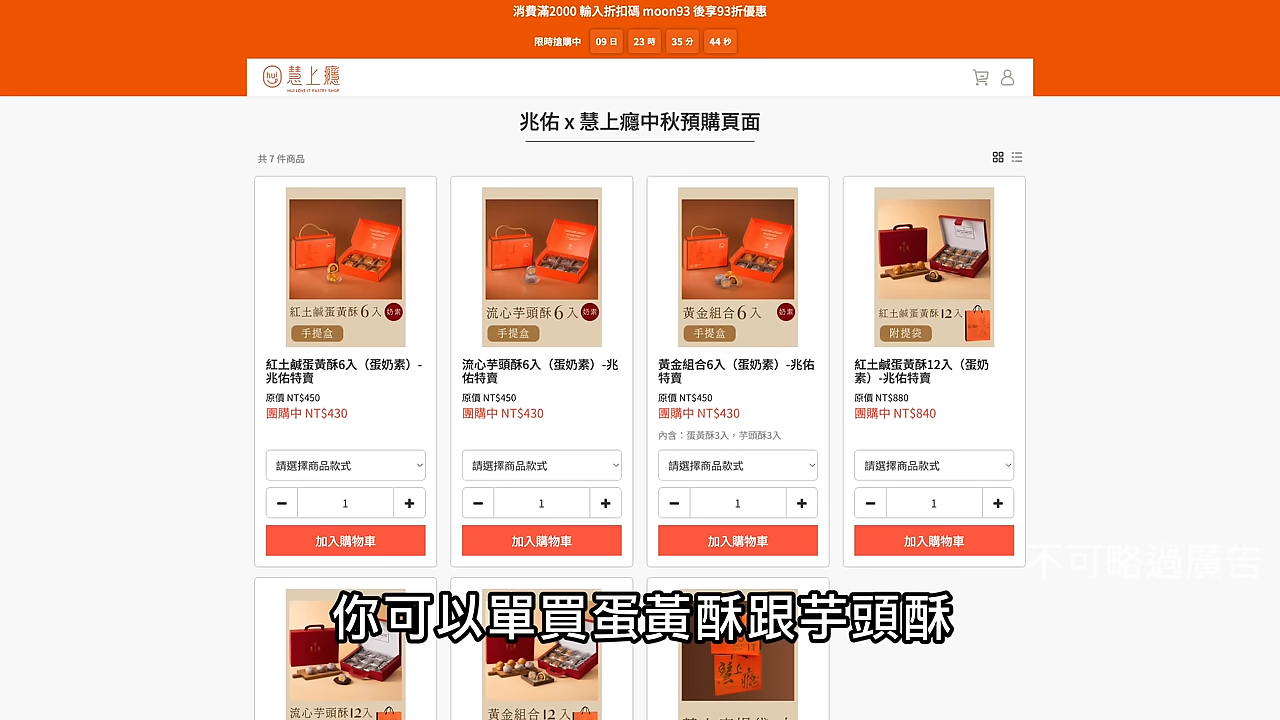 消費滿2000 輸入折扣碼 moon93 後享93折優惠
限時搶購中 09 日 23 時 35 分 44 秒
hui 慧上癮
HUI LOVE IT PASTRY SHOP
兆佑 x 慧上癮中秋預購頁面
共 7 件商品
紅土鹹蛋黃酥6入 奶素
手提盒
紅土鹹蛋黃酥6入（蛋奶素）-
兆佑特賣
原價 NT$450
團購中 NT$430
請選擇商品款式
1
加入購物車
流心芋頭酥6入 奶素
手提盒
流心芋頭酥6入（蛋奶素）-兆
佑特賣
原價 NT$450
團購中 NT$430
請選擇商品款式
1
加入購物車
黃金組合6入 奶素
手提盒
黃金組合6入（蛋奶素）-兆佑
特賣
原價 NT$450
團購中 NT$430
內含：蛋黃酥3入，芋頭酥3入
請選擇商品款式
1
加入購物車
紅土鹹蛋黃酥12入
附提袋
紅土鹹蛋黃酥12入（蛋奶
素）-兆佑特賣
原價 NT$880
團購中 NT$840
請選擇商品款式
1
加入購物車
不可略過廣告
你可以單買蛋黃酥跟芋頭酥
流心芋頭酥12入
黃金組合12入
慧上癮